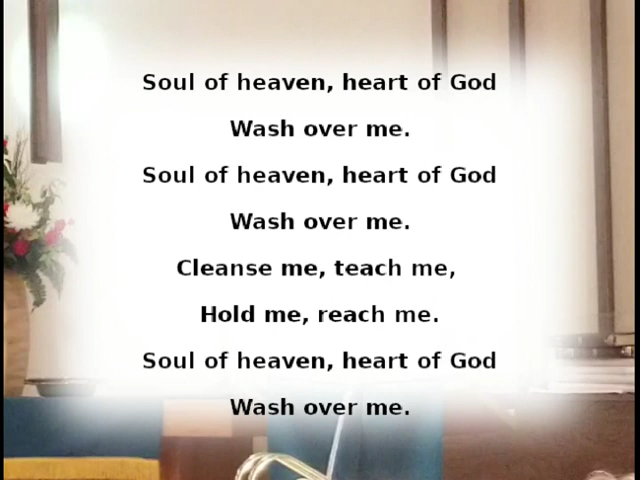 Soul of heaven, heart of God
Wash over me.
Soul of heaven, heart of God
Wash over me.
Cleanse me, teach me,
Hold me, reach me.
Soul of heaven, heart of God
Wash over me.